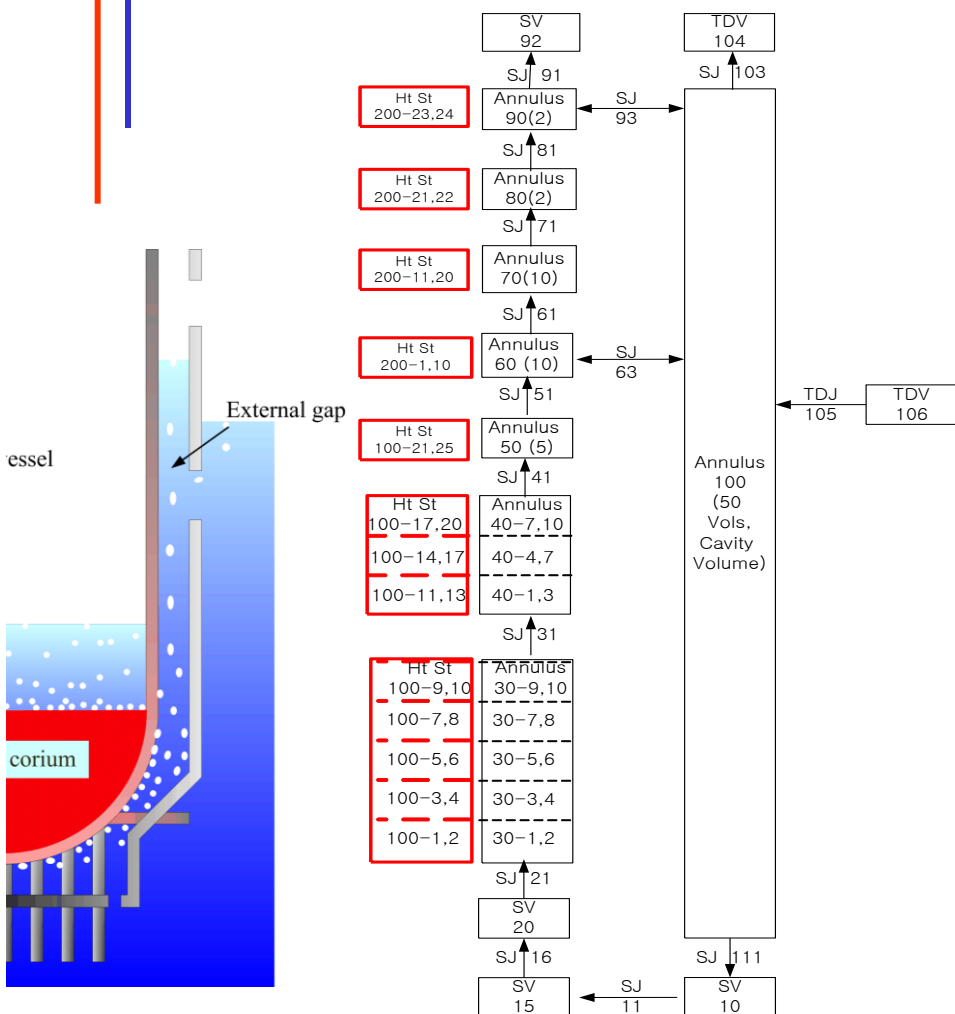 SV
92
TDV
104
SJ 91
SJ 103
Ht St
200-23,24
Annulus
90(2)
SJ
93
SJ 81
Ht St
200-21,22
Annulus
80(2)
SJ 71
Ht St
200-11,20
Annulus
70(10)
SJ 61
Ht St
200-1,10
Annulus
60 (10)
SJ
63
SJ 51
TDJ
105
TDV
106
External gap
Ht St
100-21,25
Annulus
50 (5)
SJ 41
Annulus
100
(50
Vols,
Cavity
Volume)
Ht St
100-17,20
100-14,17
100-11,13
Annulus
40-7,10
40-4,7
40-1,3
SJ 31
Ht St
100-9,10
100-7,8
100-5,6
100-3,4
100-1,2
Annulus
30-9,10
30-7,8
30-5,6
30-3,4
30-1,2
corium
SJ 21
SV
20
SJ 16
SJ 111
SV
15
SJ
11
SV
10